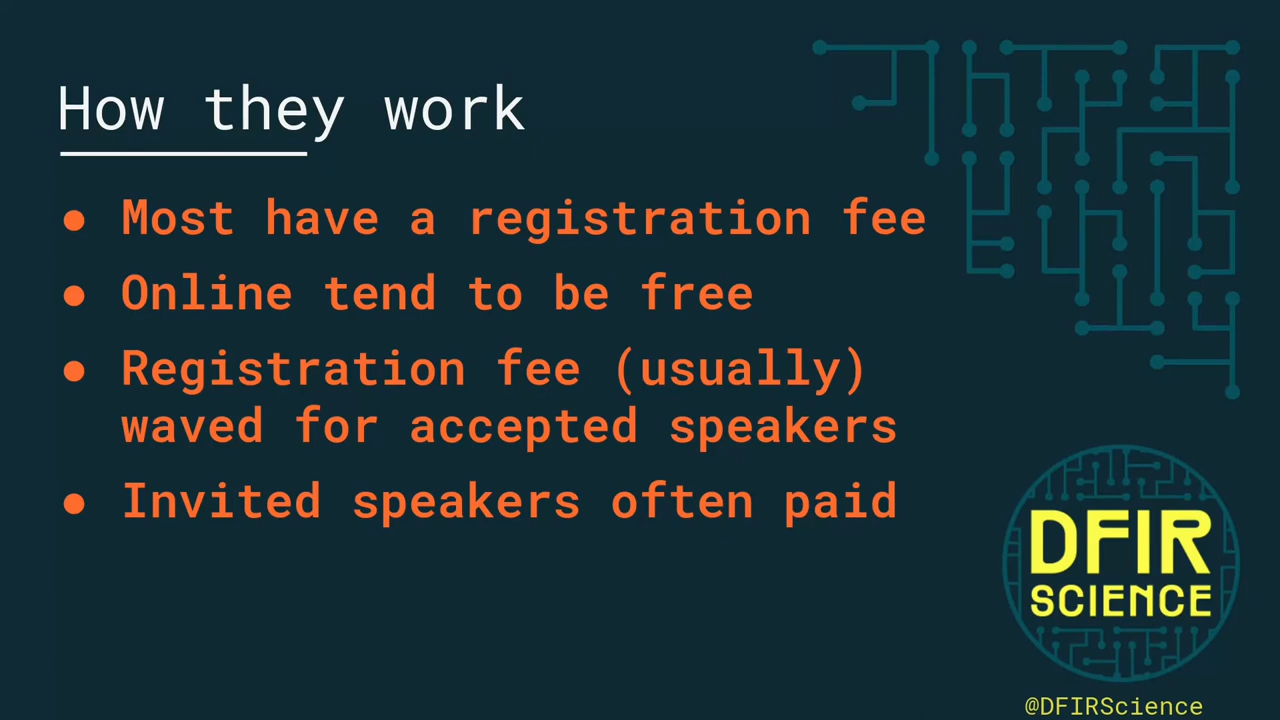 How they work
● Most have a registration fee
● Online tend to be free
● Registration fee (usually)
waved for accepted speakers
● Invited speakers often paid
DFIR
SCIENCE
@DFIRScience